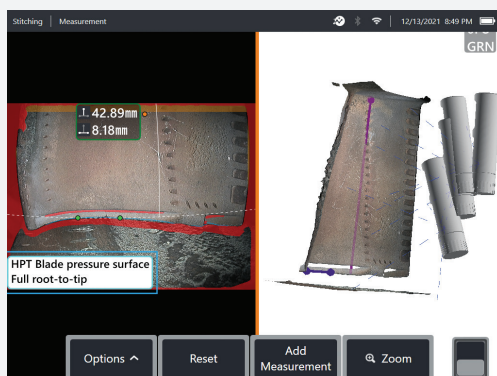 Stitching | Measurement
12/13/2021 8:49 PM
GRN
42.89mm
8.18mm
HPT Blade pressure surface
Full root-to-tip
Options
Reset
Add
Measurement
Zoom